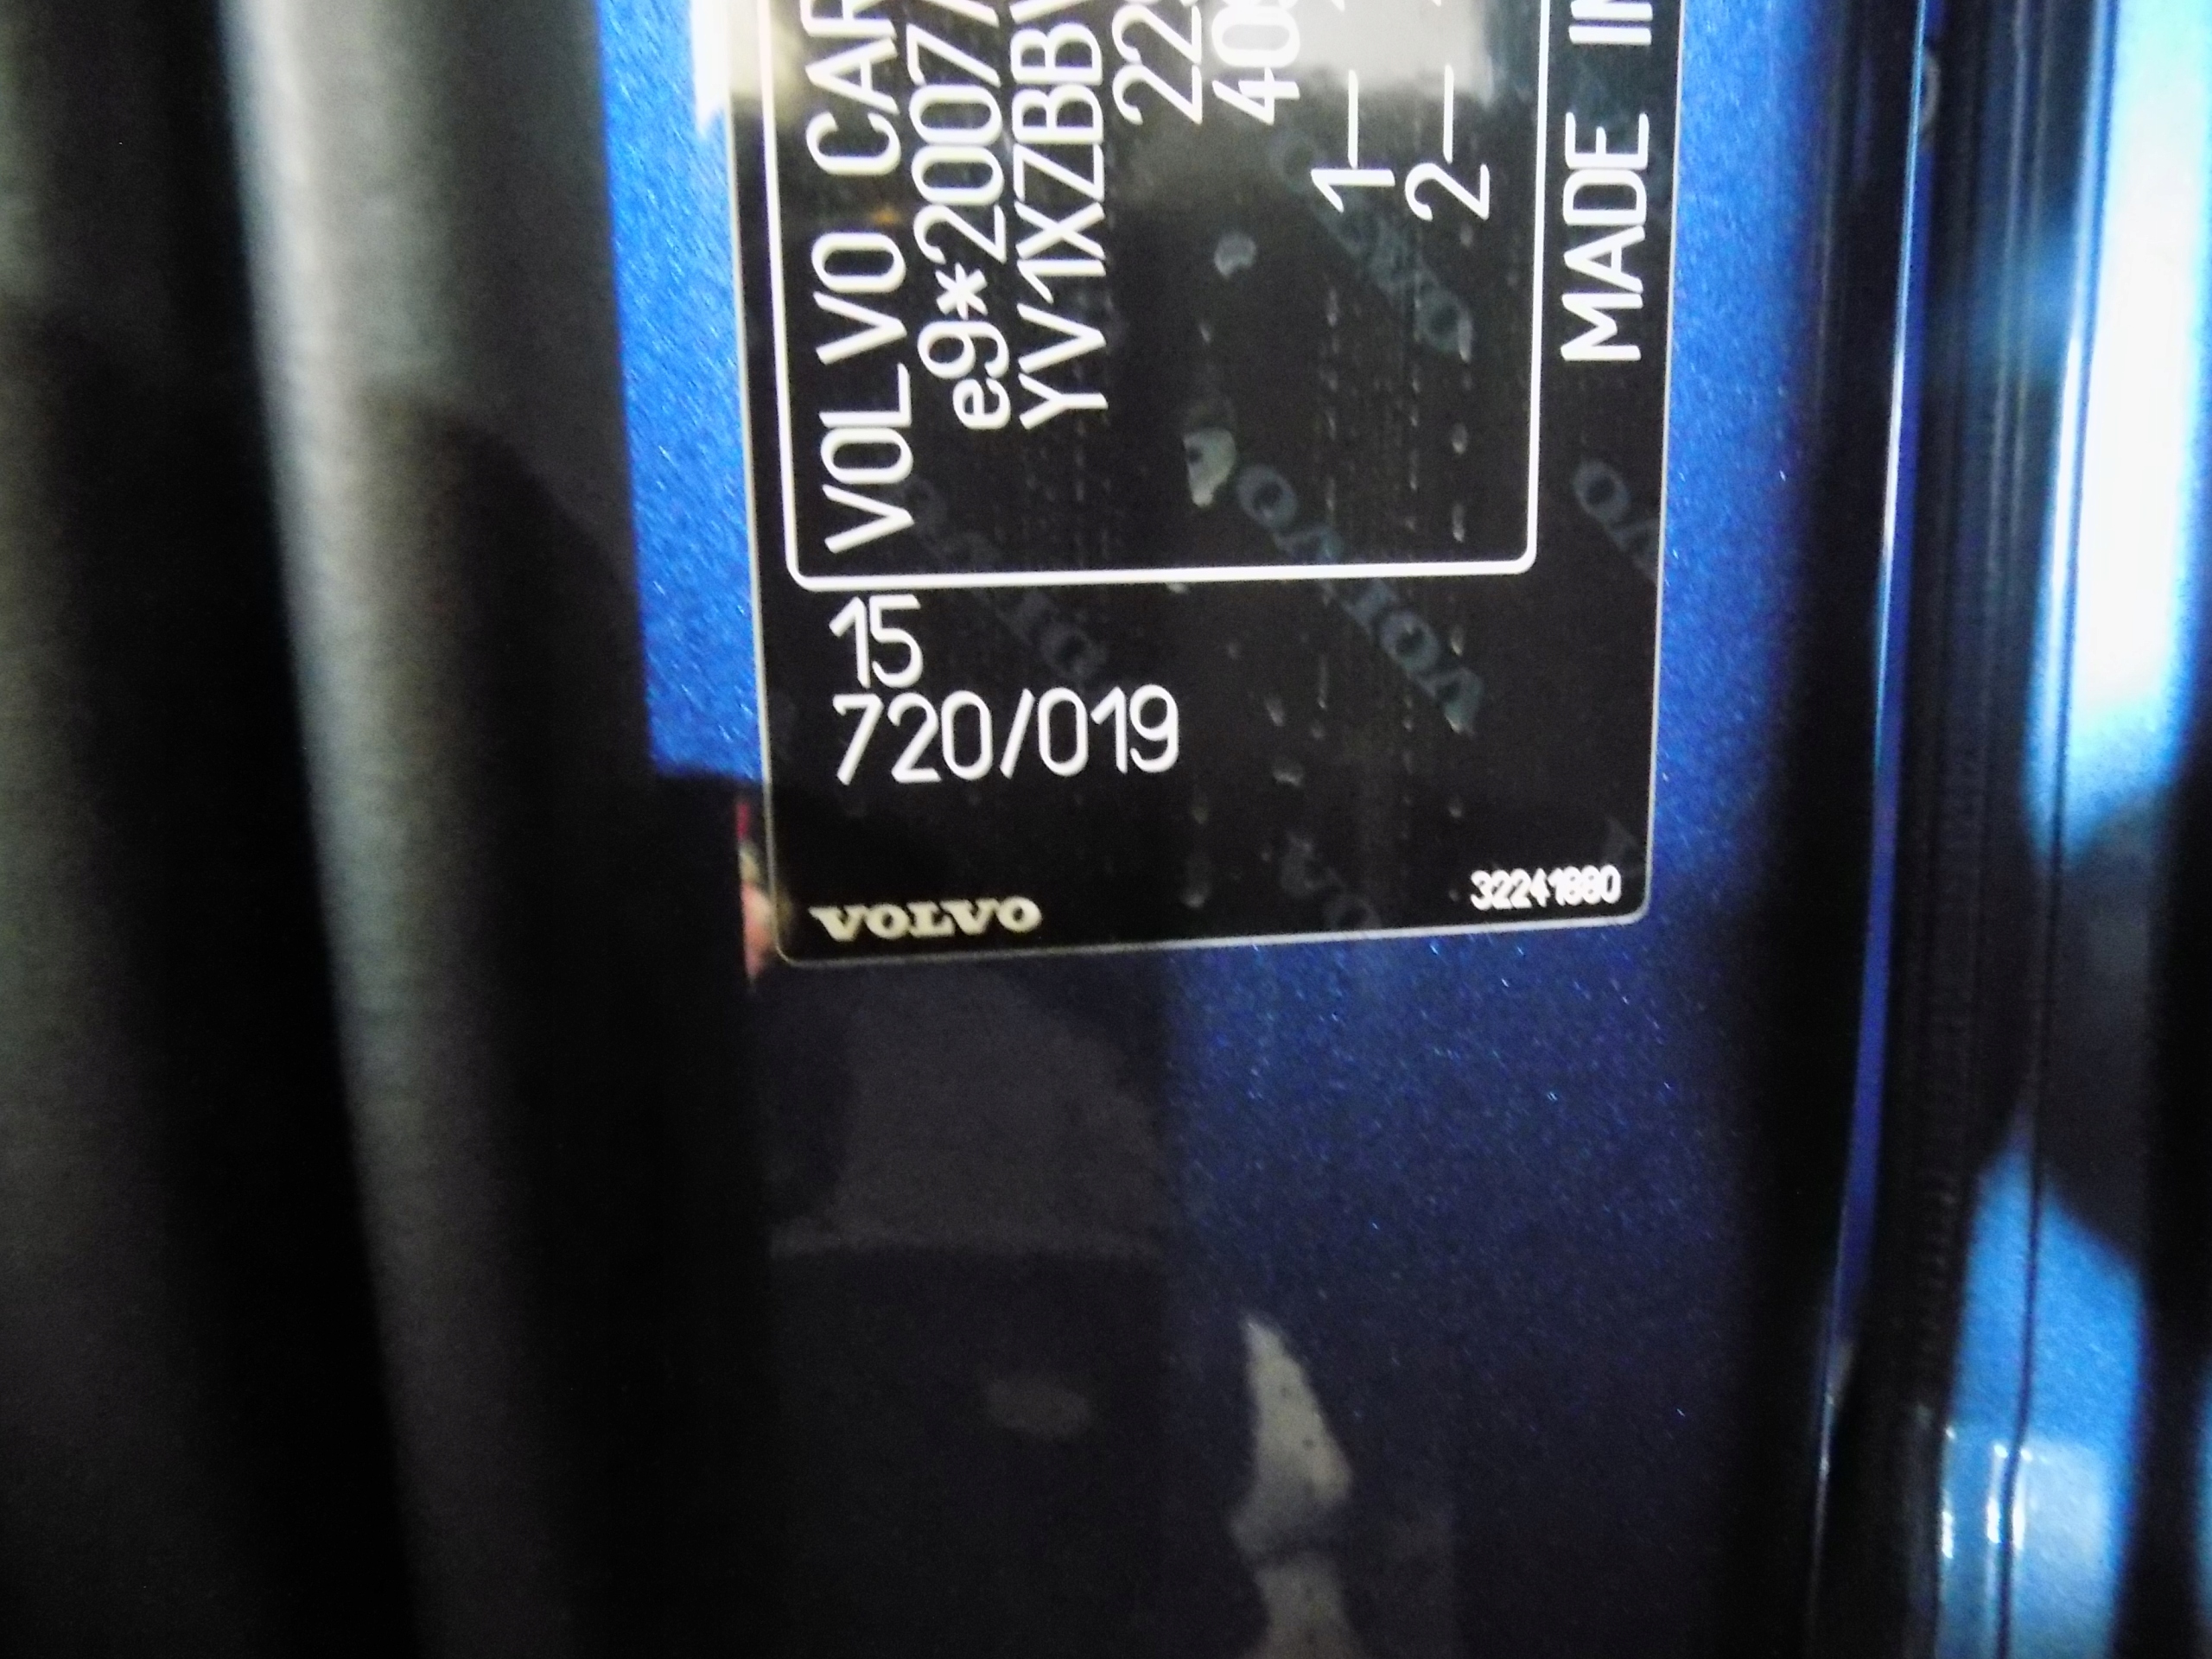 VOLVO CAR
e9*2007/
YV1XZBBV
22
40
1—
2—
MADE IN
15
720/019
VOLVO
32241880